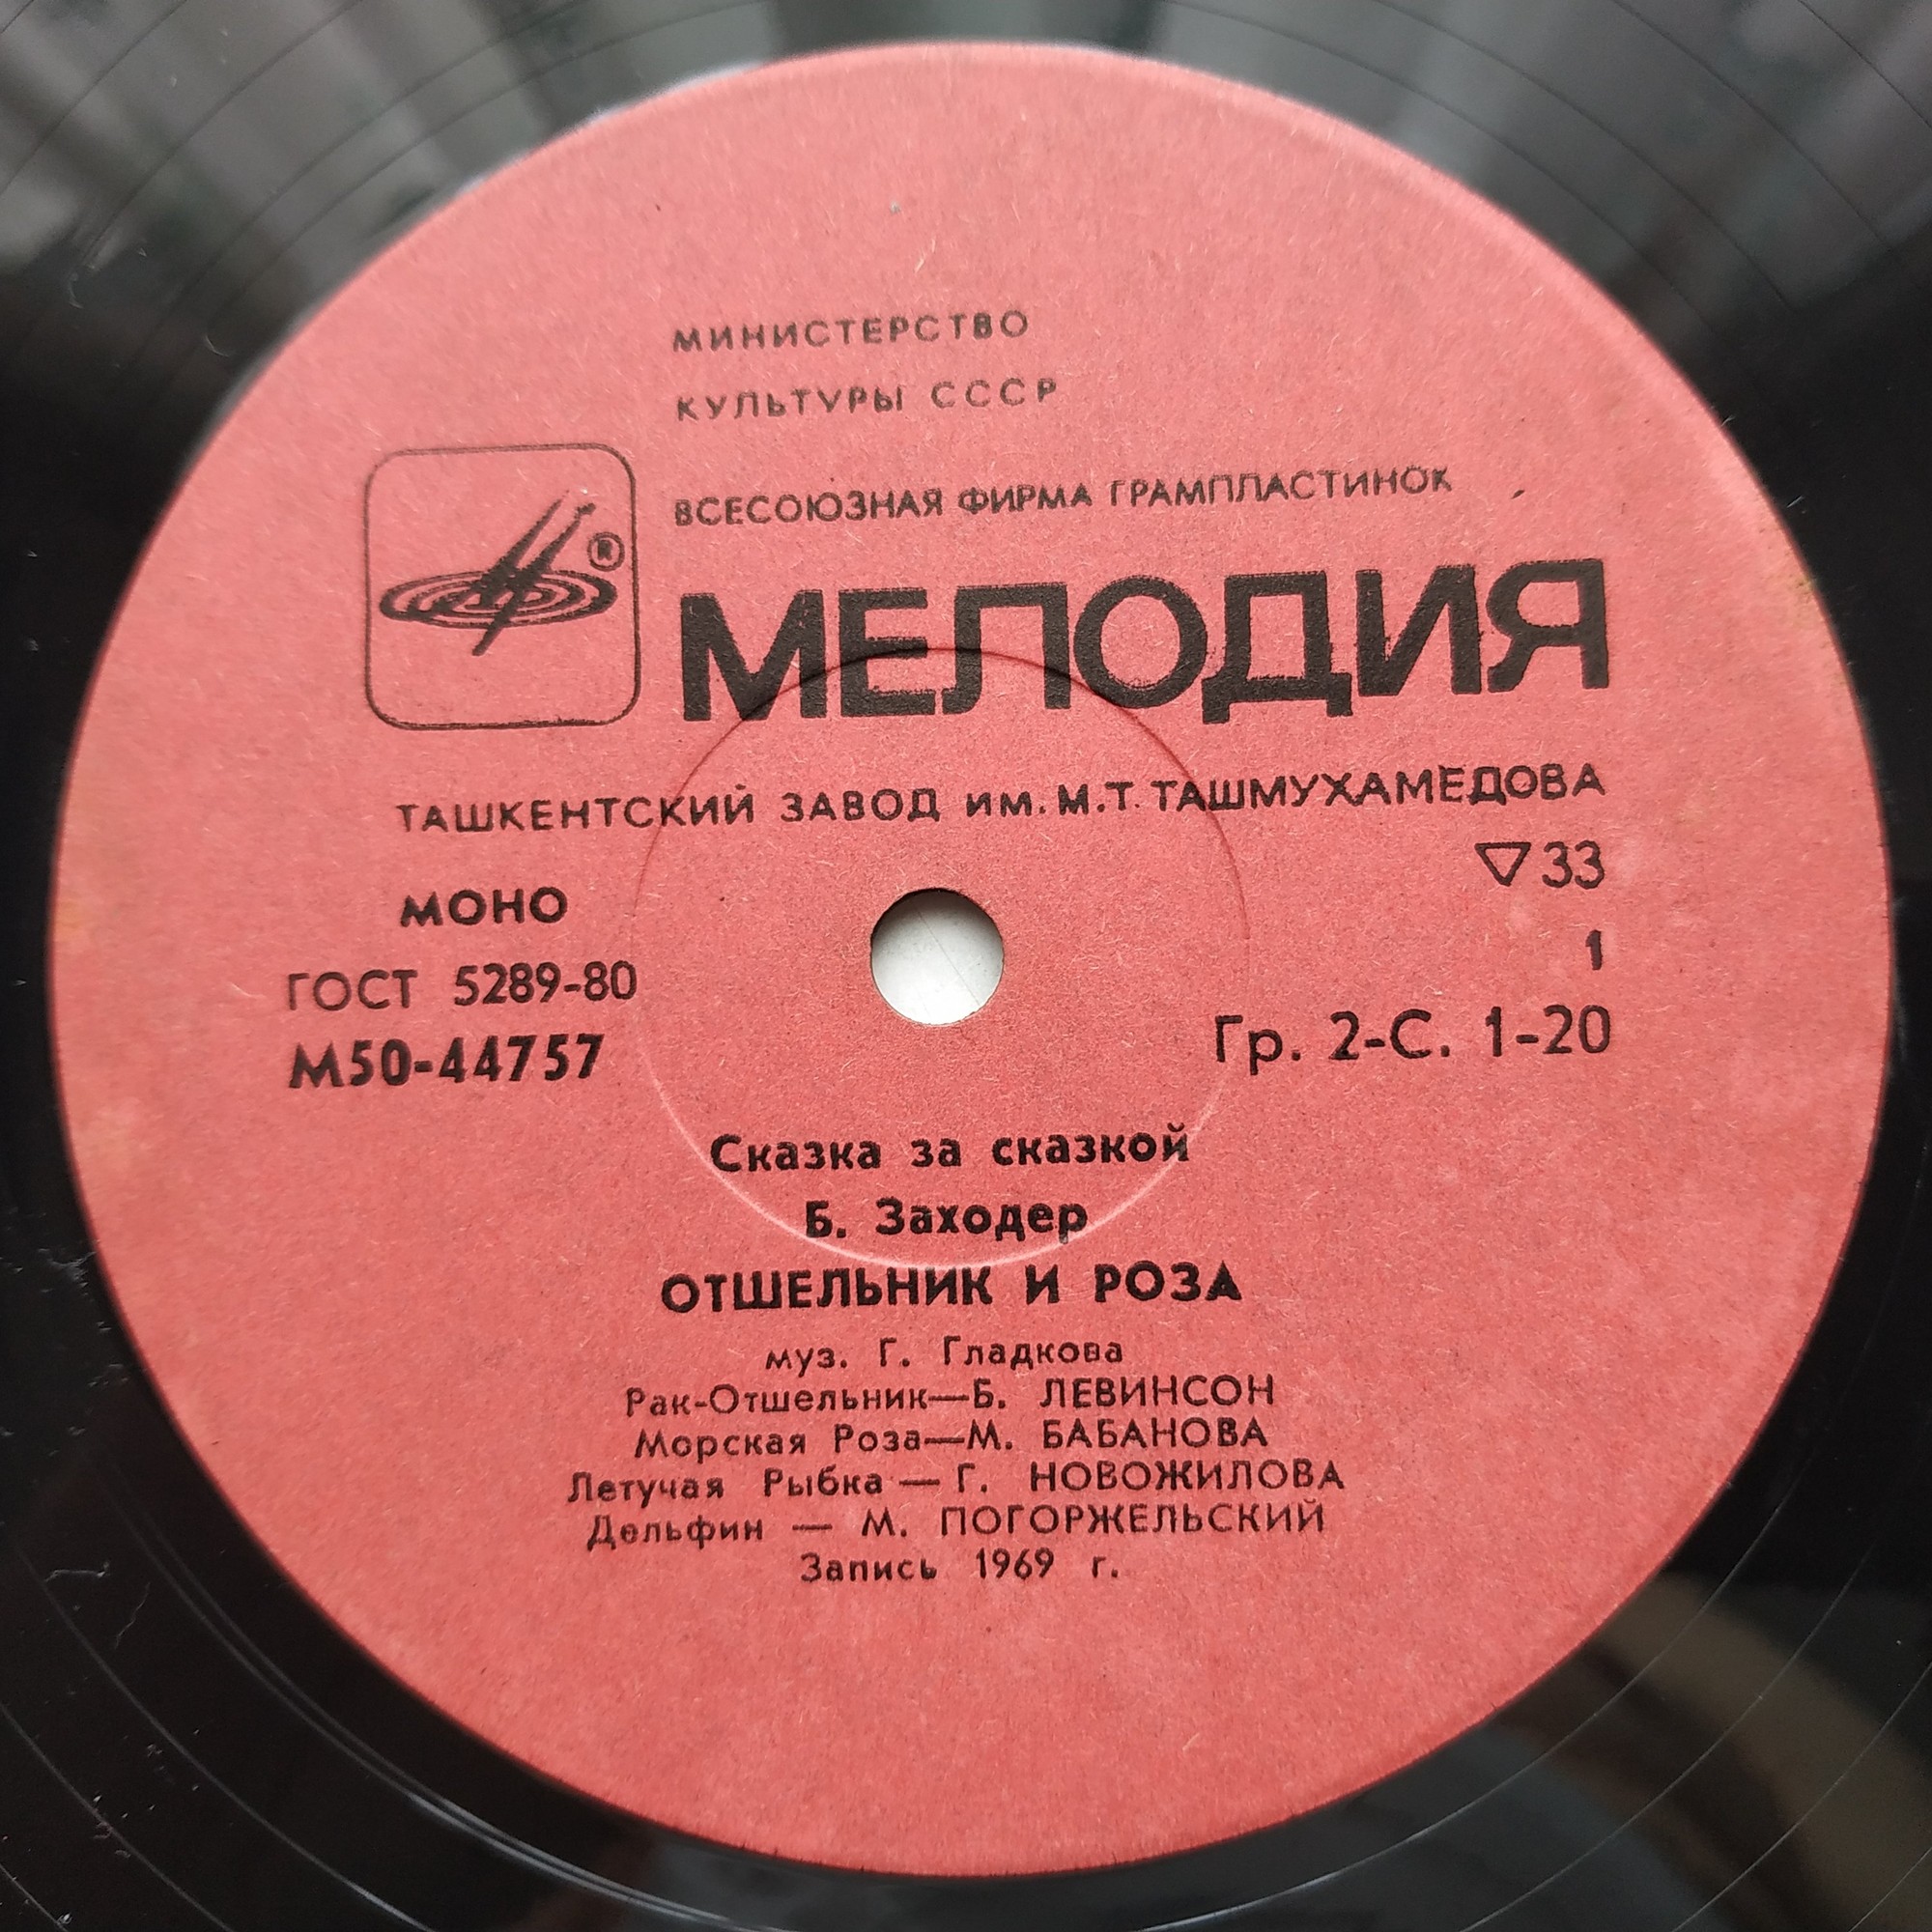 МИНИСТЕРСТВО
КУЛЬТУРЫ СССР
ВСЕСОЮЗНАЯ ФИРМА ГРАМПЛАСТИНОК
®
МЕЛОДИЯ
ТАШКЕНТСКИЙ ЗАВОД ИМ. М.Т. ТАШМУХАМЕДОВА
▽33
МОНО
1
ГОСТ 5289-80
М50-44757
Гр. 2-С. 1-20
Сказка за сказкой
Б. Заходер
ОТШЕЛЬНИК И РОЗА
муз. Г. Гладкова
Рак-Отшельник—Б. ЛЕВИНСОН
Морская Роза—М. БАБАНОВА
Летучая Рыбка — Г. НОВОЖИЛОВА
Дельфин — М. ПОГОРЖЕЛЬСКИЙ
Запись 1969 г.